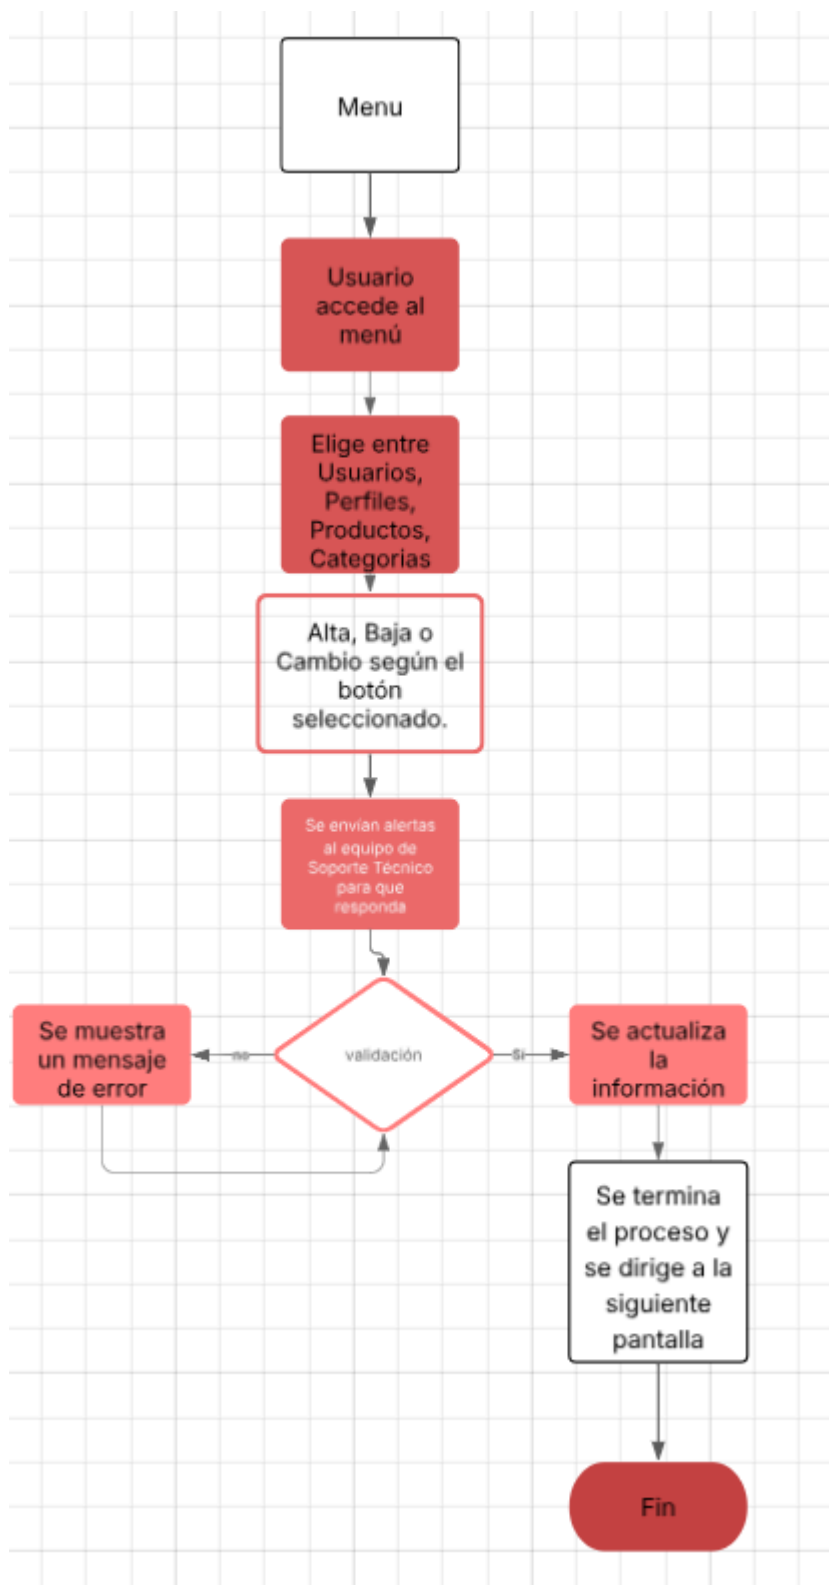 Menu
Usuario
accede al
menú
Elige entre
Usuarios,
Perfiles,
Productos,
Categorias
Alta, Baja o
Cambio según el
botón
seleccionado.
Se envían alertas
al equipo de
Soporte Técnico
para que
responda
Se muestra
un mensaje
de error
no
validación
Si
Se actualiza
la
información
Se termina
el proceso y
se dirige a la
siguiente
pantalla
Fin